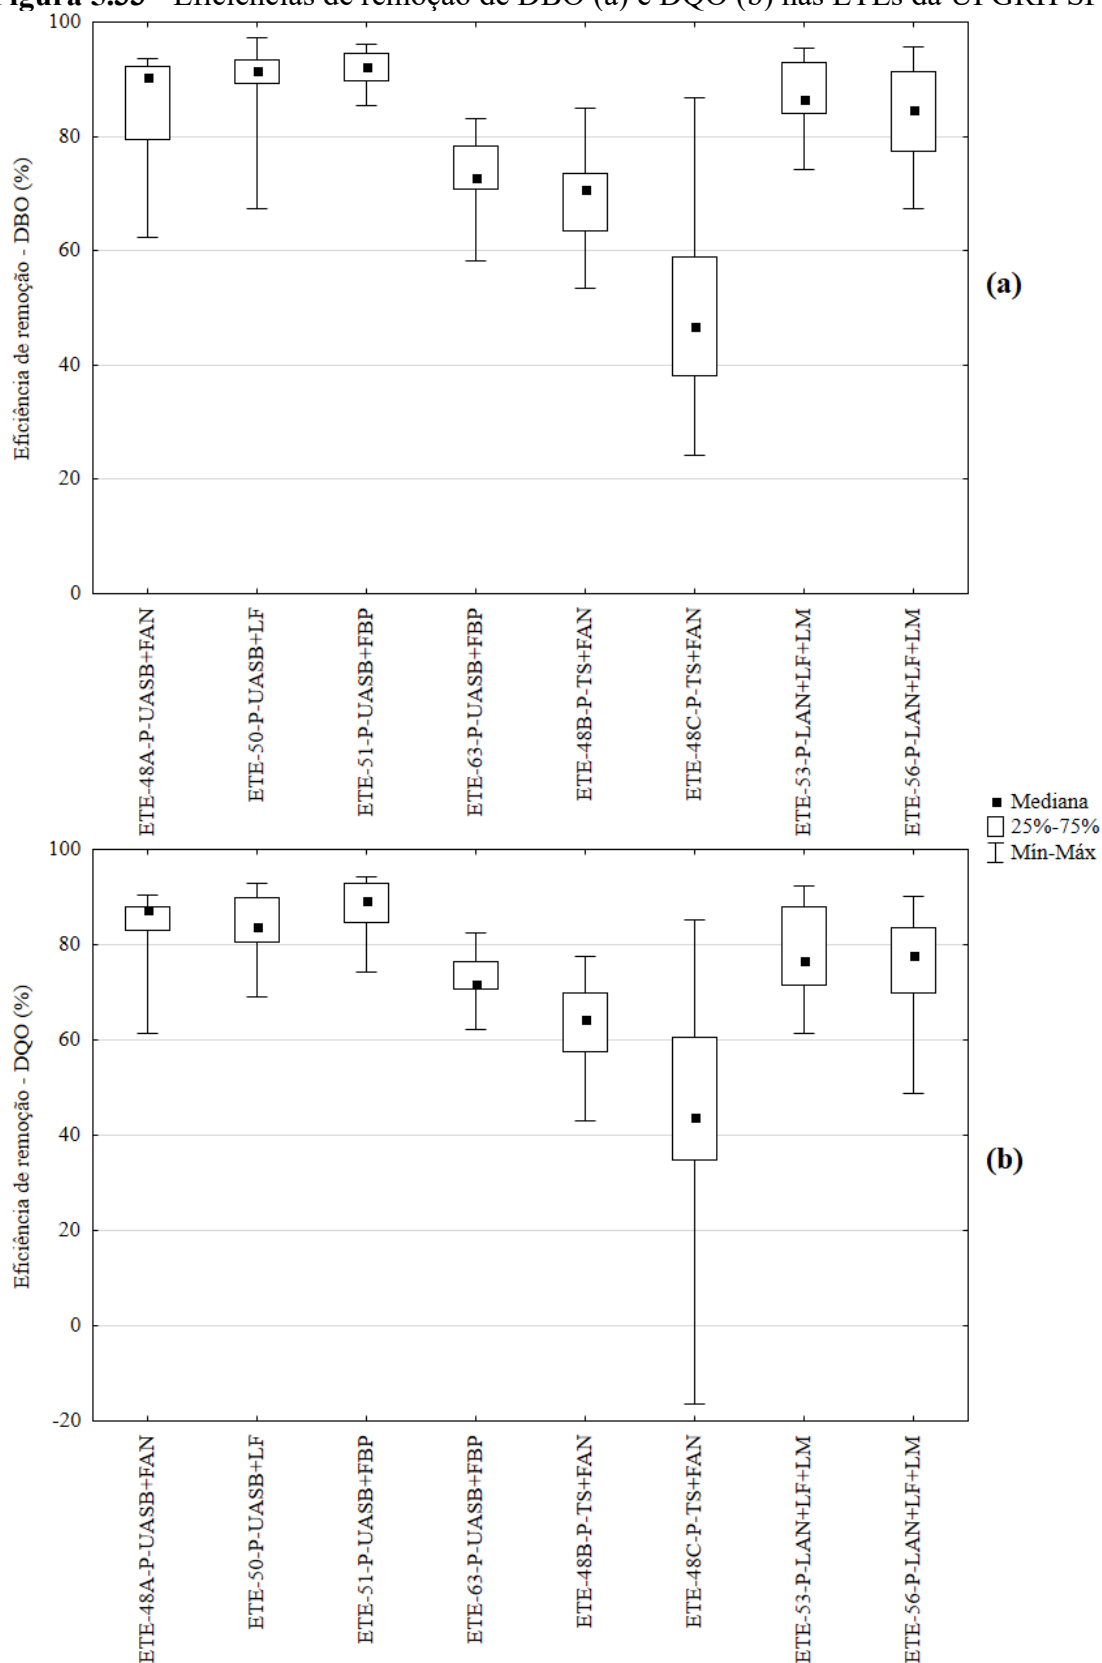 Figura 5.33 - Eficiências de remoção de DBO (a) e DQO (b) nas ETEs da UPGRH SF
100
80
60
40
20
0
Eficiência de remoção - DBO (%)
(a)
ETE-48A-P-UASB+FAN
ETE-50-P-UASB+LF
ETE-51-P-UASB+FBP
ETE-63-P-UASB+FBP
ETE-48B-P-TS+FAN
ETE-48C-P-TS+FAN
ETE-53-P-LAN+LF+LM
ETE-56-P-LAN+LF+LM
Mediana
25%-75%
Mín-Máx
100
80
60
40
20
0
-20
Eficiência de remoção - DQO (%)
(b)
ETE-48A-P-UASB+FAN
ETE-50-P-UASB+LF
ETE-51-P-UASB+FBP
ETE-63-P-UASB+FBP
ETE-48B-P-TS+FAN
ETE-48C-P-TS+FAN
ETE-53-P-LAN+LF+LM
ETE-56-P-LAN+LF+LM